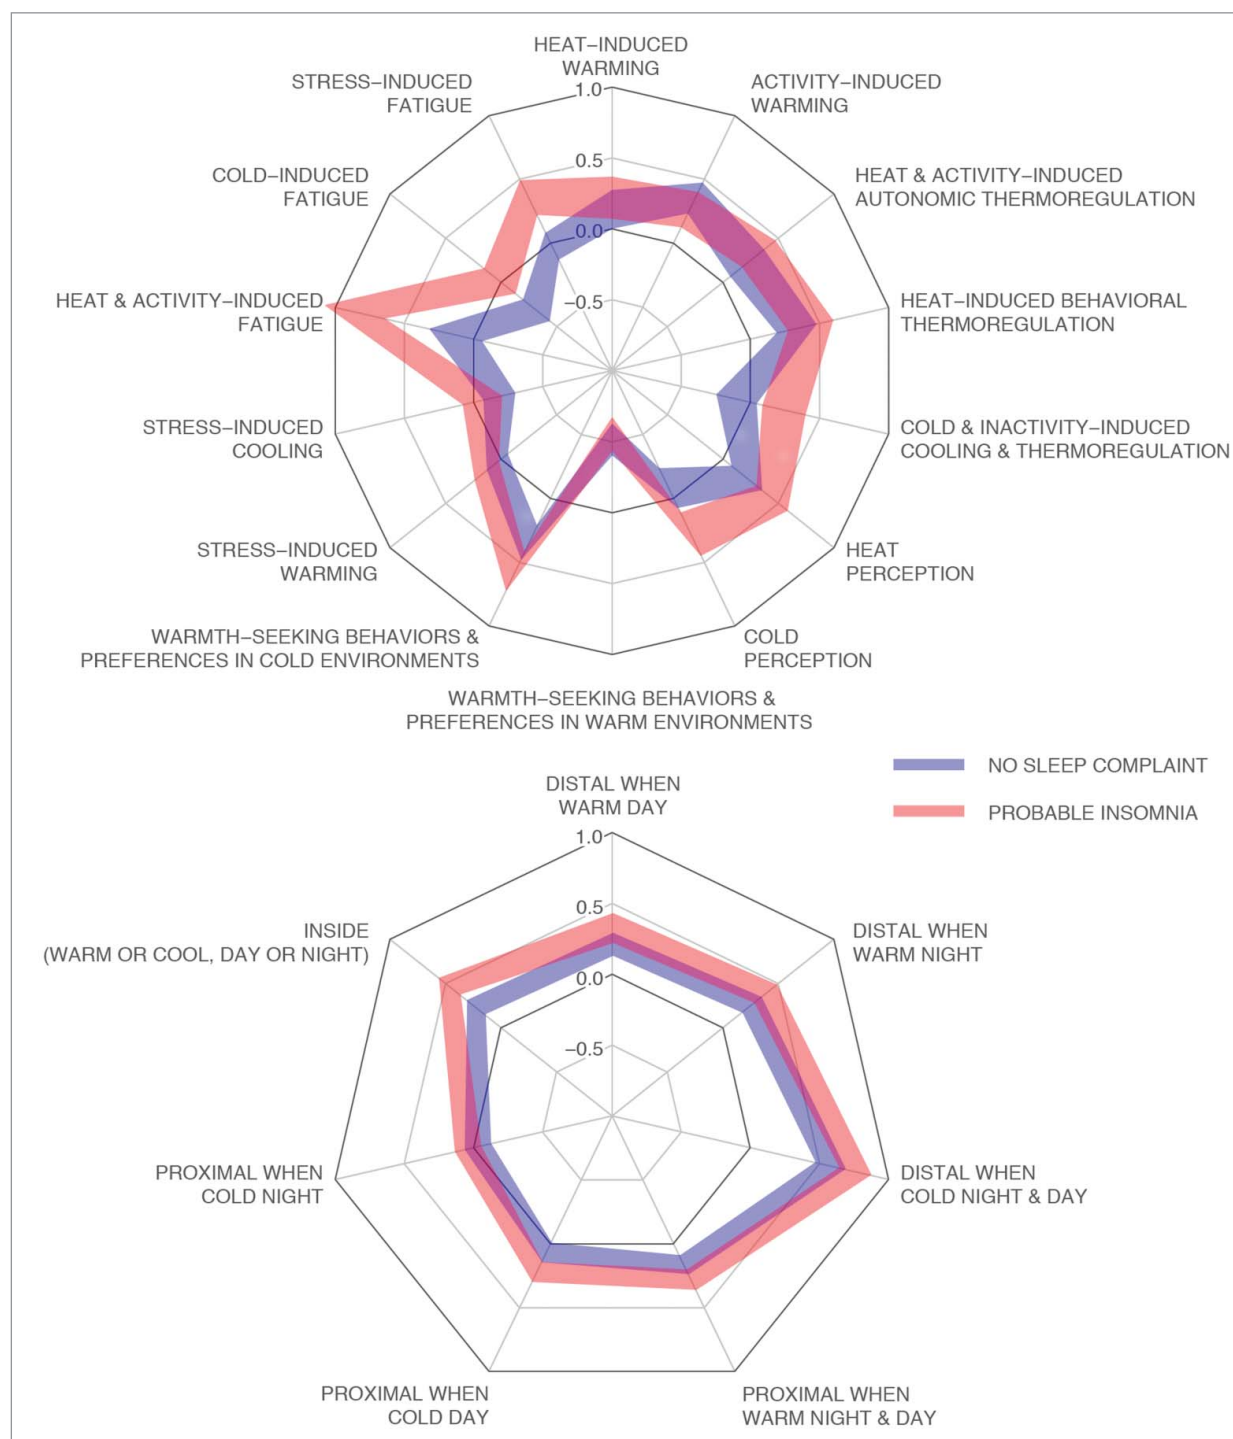 HEAT−INDUCED
WARMING
STRESS−INDUCED
FATIGUE
ACTIVITY−INDUCED
WARMING
1.0
0.5
0.0
−0.5
COLD−INDUCED
FATIGUE
HEAT & ACTIVITY−INDUCED
AUTONOMIC THERMOREGULATION
HEAT & ACTIVITY−INDUCED
FATIGUE
HEAT−INDUCED BEHAVIORAL
THERMOREGULATION
STRESS−INDUCED
COOLING
COLD & INACTIVITY−INDUCED
COOLING & THERMOREGULATION
STRESS−INDUCED
WARMING
HEAT
PERCEPTION
WARMTH−SEEKING BEHAVIORS &
PREFERENCES IN COLD ENVIRONMENTS
COLD
PERCEPTION
WARMTH−SEEKING BEHAVIORS &
PREFERENCES IN WARM ENVIRONMENTS
NO SLEEP COMPLAINT
PROBABLE INSOMNIA
DISTAL WHEN
WARM DAY
1.0
0.5
0.0
−0.5
INSIDE
(WARM OR COOL, DAY OR NIGHT)
DISTAL WHEN
WARM NIGHT
PROXIMAL WHEN
COLD NIGHT
DISTAL WHEN
COLD NIGHT & DAY
PROXIMAL WHEN
COLD DAY
PROXIMAL WHEN
WARM NIGHT & DAY